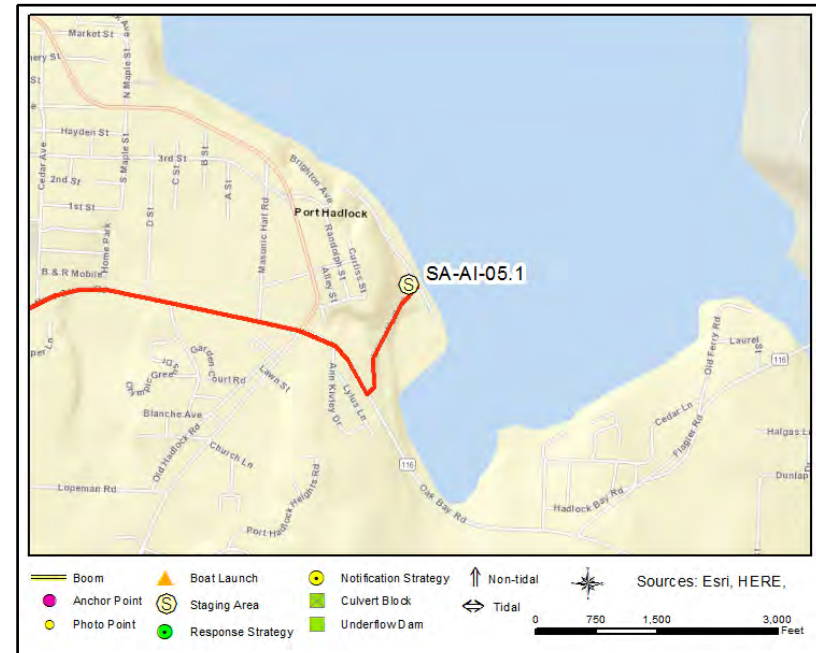 Market St
N Maple St
Hayden St
Cedar Ave
S Maple St
3rd St
B St
C St
2nd St
1st St
A St
D St
Home Park
Masonic Hall Rd
B & R Mobile
Brighton Ave
Port Hadlock
Randolph St
Curtiss St
Alley St
SA-AI-05.1
Garden Court Rd
Lawn St
Ann Kivley Dr
Lylus Ln
Blanche Ave
Old Hadlock Rd
Church Ln
Lopeman Rd
Port Hadlock Heights Rd
116
Oak Bay Rd
Old Ferry Rd
Laurel St
116
Cedar Ln
Flagler Rd
Halgas Ln
Dunlap
Hadlock Bay Rd
Boom
Boat Launch
Notification Strategy
Non-tidal
Sources: Esri, HERE,
Anchor Point
S Staging Area
Culvert Block
Tidal
Photo Point
Response Strategy
Underflow Dam
0 750 1,500 3,000
Feet